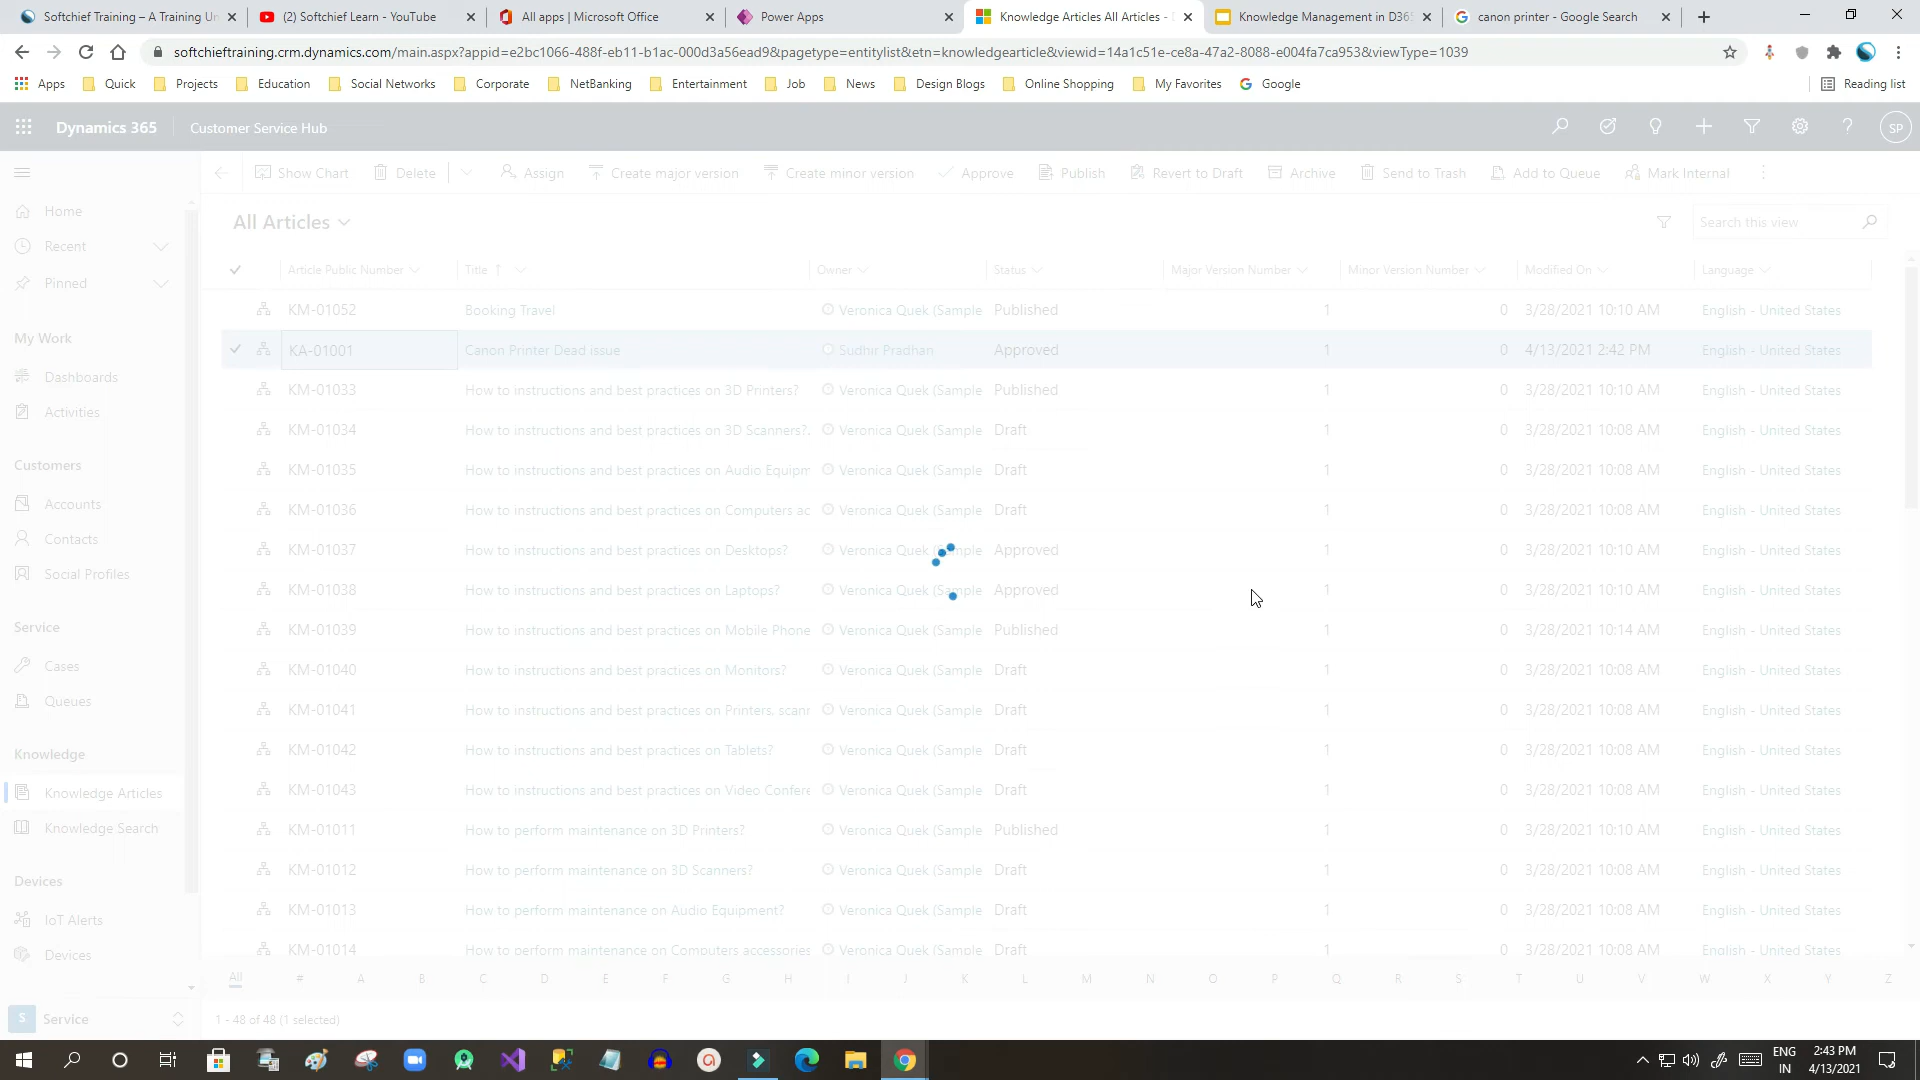 Softchief Training – A Training Un
(2) Softchief Learn - YouTube
All apps | Microsoft Office
Power Apps
Knowledge Articles All Articles -
Knowledge Management in D365
canon printer - Google Search
softchieftraining.crm.dynamics.com/main.aspx?appid=e2bc1066-488f-eb11-b1ac-000d3a56ead9&pagetype=entitylist&etn=knowledgearticle&viewid=14a1c51e-ce8a-47a2-8088-e004fa7ca953&viewType=1039
Apps Quick Projects Education Social Networks Corporate NetBanking Entertainment Job News Design Blogs Online Shopping My Favorites Google Reading list
Dynamics 365 Customer Service Hub SP
Show Chart Delete Assign Create major version Create minor version Approve Publish Revert to Draft Archive Send to Trash Add to Queue Mark Internal
Home
Recent
Pinned
My Work
Dashboards
Activities
Customers
Accounts
Contacts
Social Profiles
Service
Cases
Queues
Knowledge
Knowledge Articles
Knowledge Search
Devices
IoT Alerts
Devices
S Service
All Articles
Search this view
Article Public Number Title Owner Status Major Version Number Minor Version Number Modified On Language
KM-01052 Booking Travel Veronica Quek (Sample Published 1 0 3/28/2021 10:10 AM English - United States
KA-01001 Canon Printer Dead issue Sudhir Pradhan Approved 1 0 4/13/2021 2:42 PM English - United States
KM-01033 How to instructions and best practices on 3D Printers? Veronica Quek (Sample Published 1 0 3/28/2021 10:10 AM English - United States
KM-01034 How to instructions and best practices on 3D Scanners?. Veronica Quek (Sample Draft 1 0 3/28/2021 10:08 AM English - United States
KM-01035 How to instructions and best practices on Audio Equipm Veronica Quek (Sample Draft 1 0 3/28/2021 10:08 AM English - United States
KM-01036 How to instructions and best practices on Computers ac Veronica Quek (Sample Draft 1 0 3/28/2021 10:08 AM English - United States
KM-01037 How to instructions and best practices on Desktops? Veronica Quek (Sample Approved 1 0 3/28/2021 10:10 AM English - United States
KM-01038 How to instructions and best practices on Laptops? Veronica Quek (Sample Approved 1 0 3/28/2021 10:10 AM English - United States
KM-01039 How to instructions and best practices on Mobile Phone Veronica Quek (Sample Published 1 0 3/28/2021 10:14 AM English - United States
KM-01040 How to instructions and best practices on Monitors? Veronica Quek (Sample Draft 1 0 3/28/2021 10:08 AM English - United States
KM-01041 How to instructions and best practices on Printers, scann Veronica Quek (Sample Draft 1 0 3/28/2021 10:08 AM English - United States
KM-01042 How to instructions and best practices on Tablets? Veronica Quek (Sample Draft 1 0 3/28/2021 10:08 AM English - United States
KM-01043 How to instructions and best practices on Video Confere Veronica Quek (Sample Draft 1 0 3/28/2021 10:08 AM English - United States
KM-01011 How to perform maintenance on 3D Printers? Veronica Quek (Sample Published 1 0 3/28/2021 10:10 AM English - United States
KM-01012 How to perform maintenance on 3D Scanners? Veronica Quek (Sample Draft 1 0 3/28/2021 10:08 AM English - United States
KM-01013 How to perform maintenance on Audio Equipment? Veronica Quek (Sample Draft 1 0 3/28/2021 10:08 AM English - United States
KM-01014 How to perform maintenance on Computers accessories Veronica Quek (Sample Draft 1 0 3/28/2021 10:08 AM English - United States
All # A B C D E F G H I J K L M N O P Q R S T U V W X Y Z
1 - 48 of 48 (1 selected)
ENG
IN
2:43 PM
4/13/2021